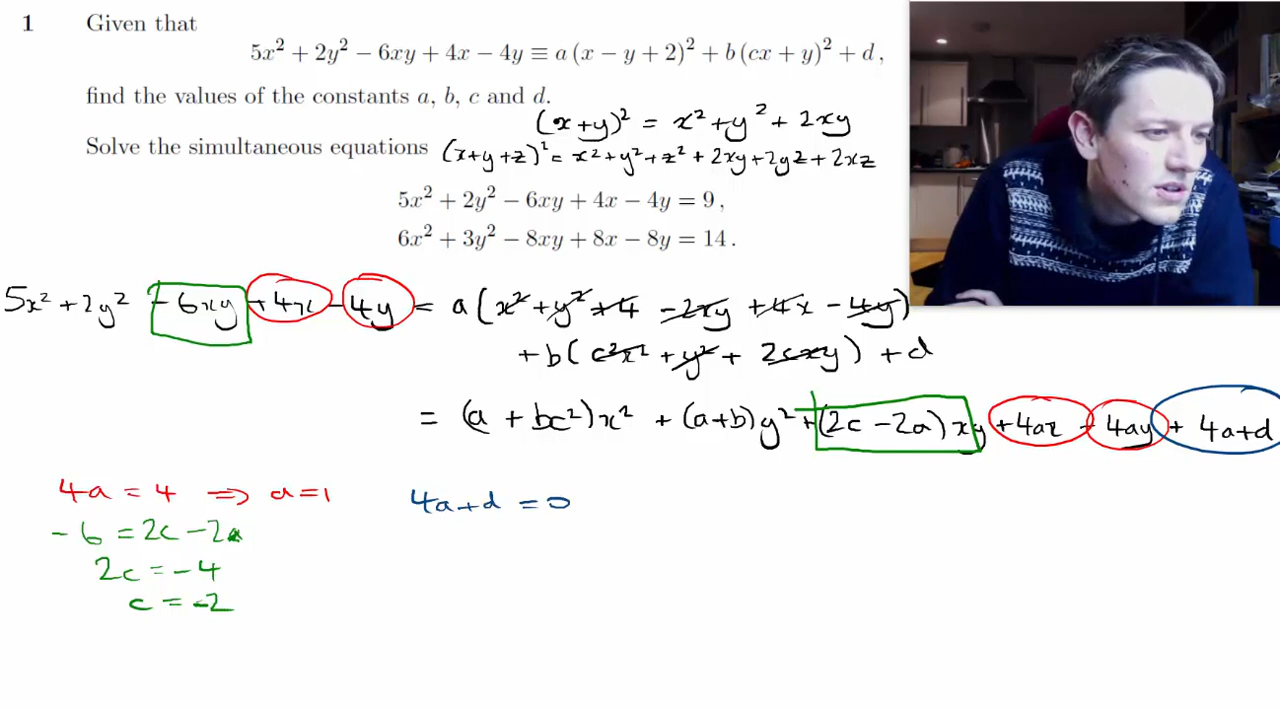 1 Given that
5x² + 2y² − 6xy + 4x − 4y ≡ a (x − y + 2)² + b (cx + y)² + d ,
find the values of the constants a, b, c and d.
(x+y)² = x² + y² + 2xy
Solve the simultaneous equations
(x+y+z)² = x² + y² + z² + 2xy + 2yz + 2xz
5x² + 2y² − 6xy + 4x − 4y = 9 ,
6x² + 3y² − 8xy + 8x − 8y = 14 .
5x² + 2y² − 6xy + 4x − 4y = a (x² + y² + 4 − 2xy + 4x − 4y)
+ b( c²x² + y² + 2cxy ) + d
= (a + bc²)x² + (a+b)y² + (2c − 2a) xy + 4ax − 4ay + 4a+d
4a = 4 ⇒ a = 1
4a + d = 0
− 6 = 2c − 2a
2c = − 4
c = −2